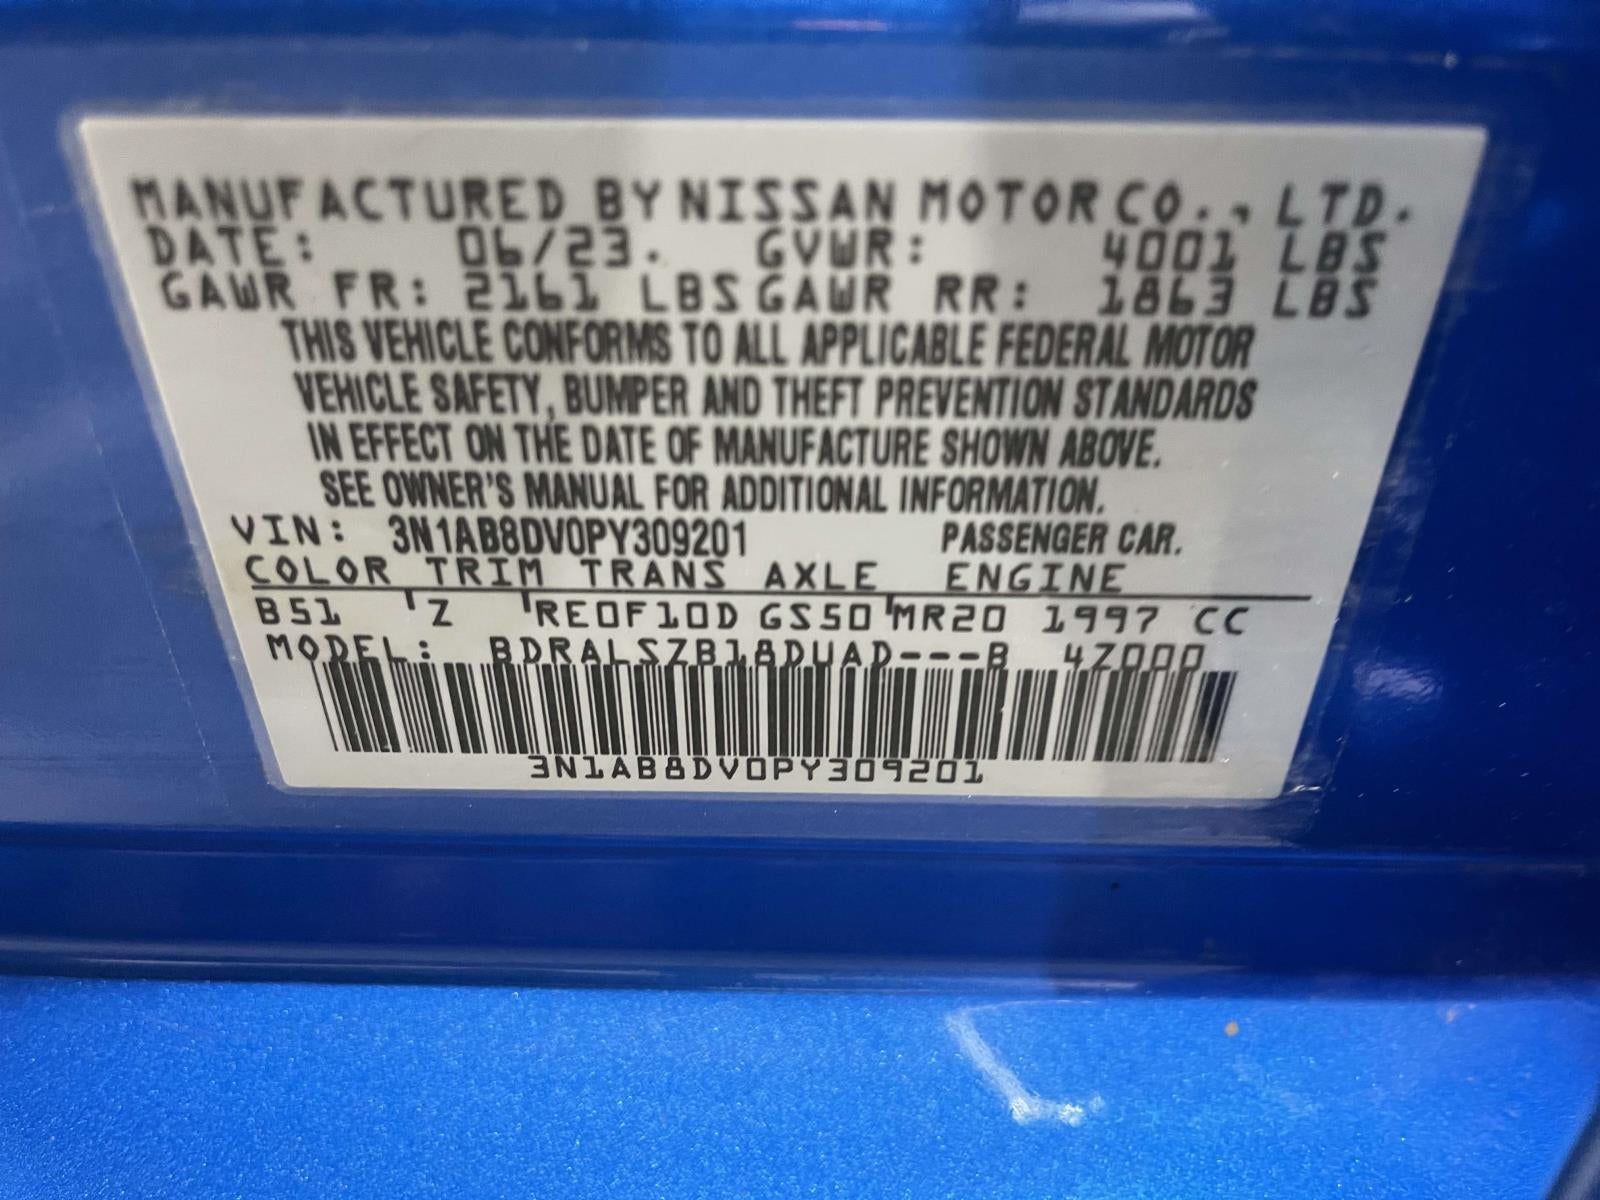 MANUFACTURED BY NISSAN MOTOR CO., LTD.
DATE: 06/23. GVWR: 4001 LBS
GAWR FR: 2161 LBS GAWR RR: 1863 LBS
THIS VEHICLE CONFORMS TO ALL APPLICABLE FEDERAL MOTOR
VEHICLE SAFETY, BUMPER AND THEFT PREVENTION STANDARDS
IN EFFECT ON THE DATE OF MANUFACTURE SHOWN ABOVE.
SEE OWNER'S MANUAL FOR ADDITIONAL INFORMATION.
VIN: 3N1AB8DV0PY309201 PASSENGER CAR.
COLOR TRIM TRANS AXLE ENGINE
B51 Z RE0F10D GS50 MR20 1997 CC
MODEL: BDRALSZB18DUAD---B 4Z000
3N1AB8DV0PY309201